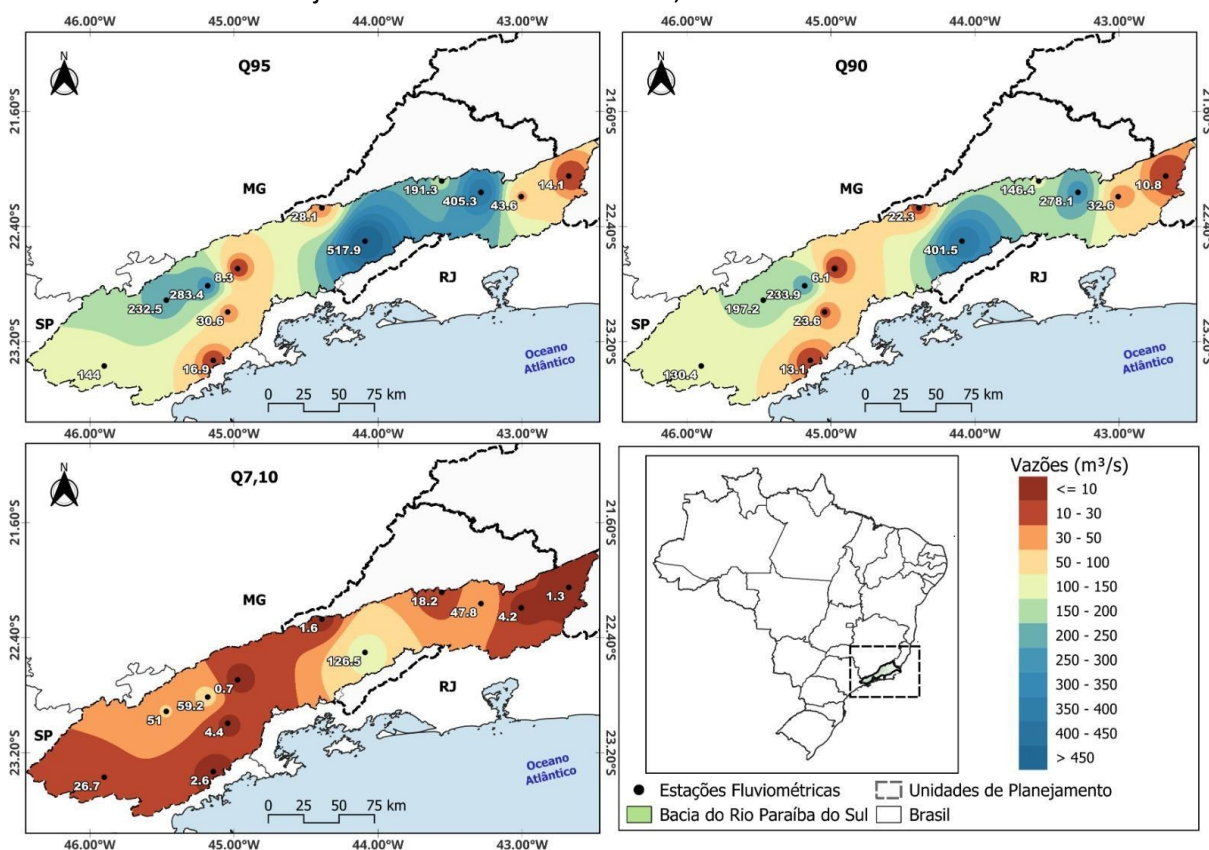 46.00°W 45.00°W 44.00°W 43.00°W
46.00°W 45.00°W 44.00°W 43.00°W
N
Q95
21.60°S
22.40°S
23.20°S
MG
RJ
SP
14.1
191.3
405.3
43.6
28.1
517.9
8.3
283.4
232.5
30.6
16.9
144
Oceano
Atlântico
0 25 50 75 km
N
Q90
21.60°S
22.40°S
23.20°S
MG
RJ
SP
10.8
146.4
278.1
32.6
22.3
401.5
6.1
233.9
197.2
23.6
13.1
130.4
Oceano
Atlântico
0 25 50 75 km
46.00°W 45.00°W 44.00°W 43.00°W
N
Q7,10
21.60°S
22.40°S
23.20°S
21.60°S
22.40°S
23.20°S
MG
RJ
SP
1.3
18.2
47.8
4.2
1.6
126.5
0.7
59.2
51
4.4
2.6
26.7
Oceano
Atlântico
0 25 50 75 km
46.00°W 45.00°W 44.00°W 43.00°W
Vazões (m³/s)
<= 10
10 - 30
30 - 50
50 - 100
100 - 150
150 - 200
200 - 250
250 - 300
300 - 350
350 - 400
400 - 450
> 450
Estações Fluviométricas
Unidades de Planejamento
Bacia do Rio Paraíba do Sul
Brasil